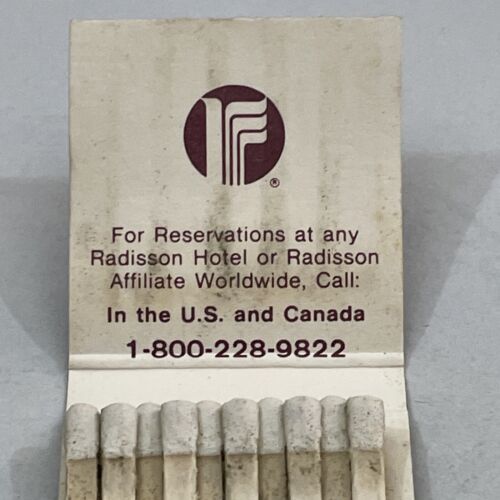 ®
For Reservations at any
Radisson Hotel or Radisson
Affiliate Worldwide, Call:
In the U.S. and Canada
1-800-228-9822